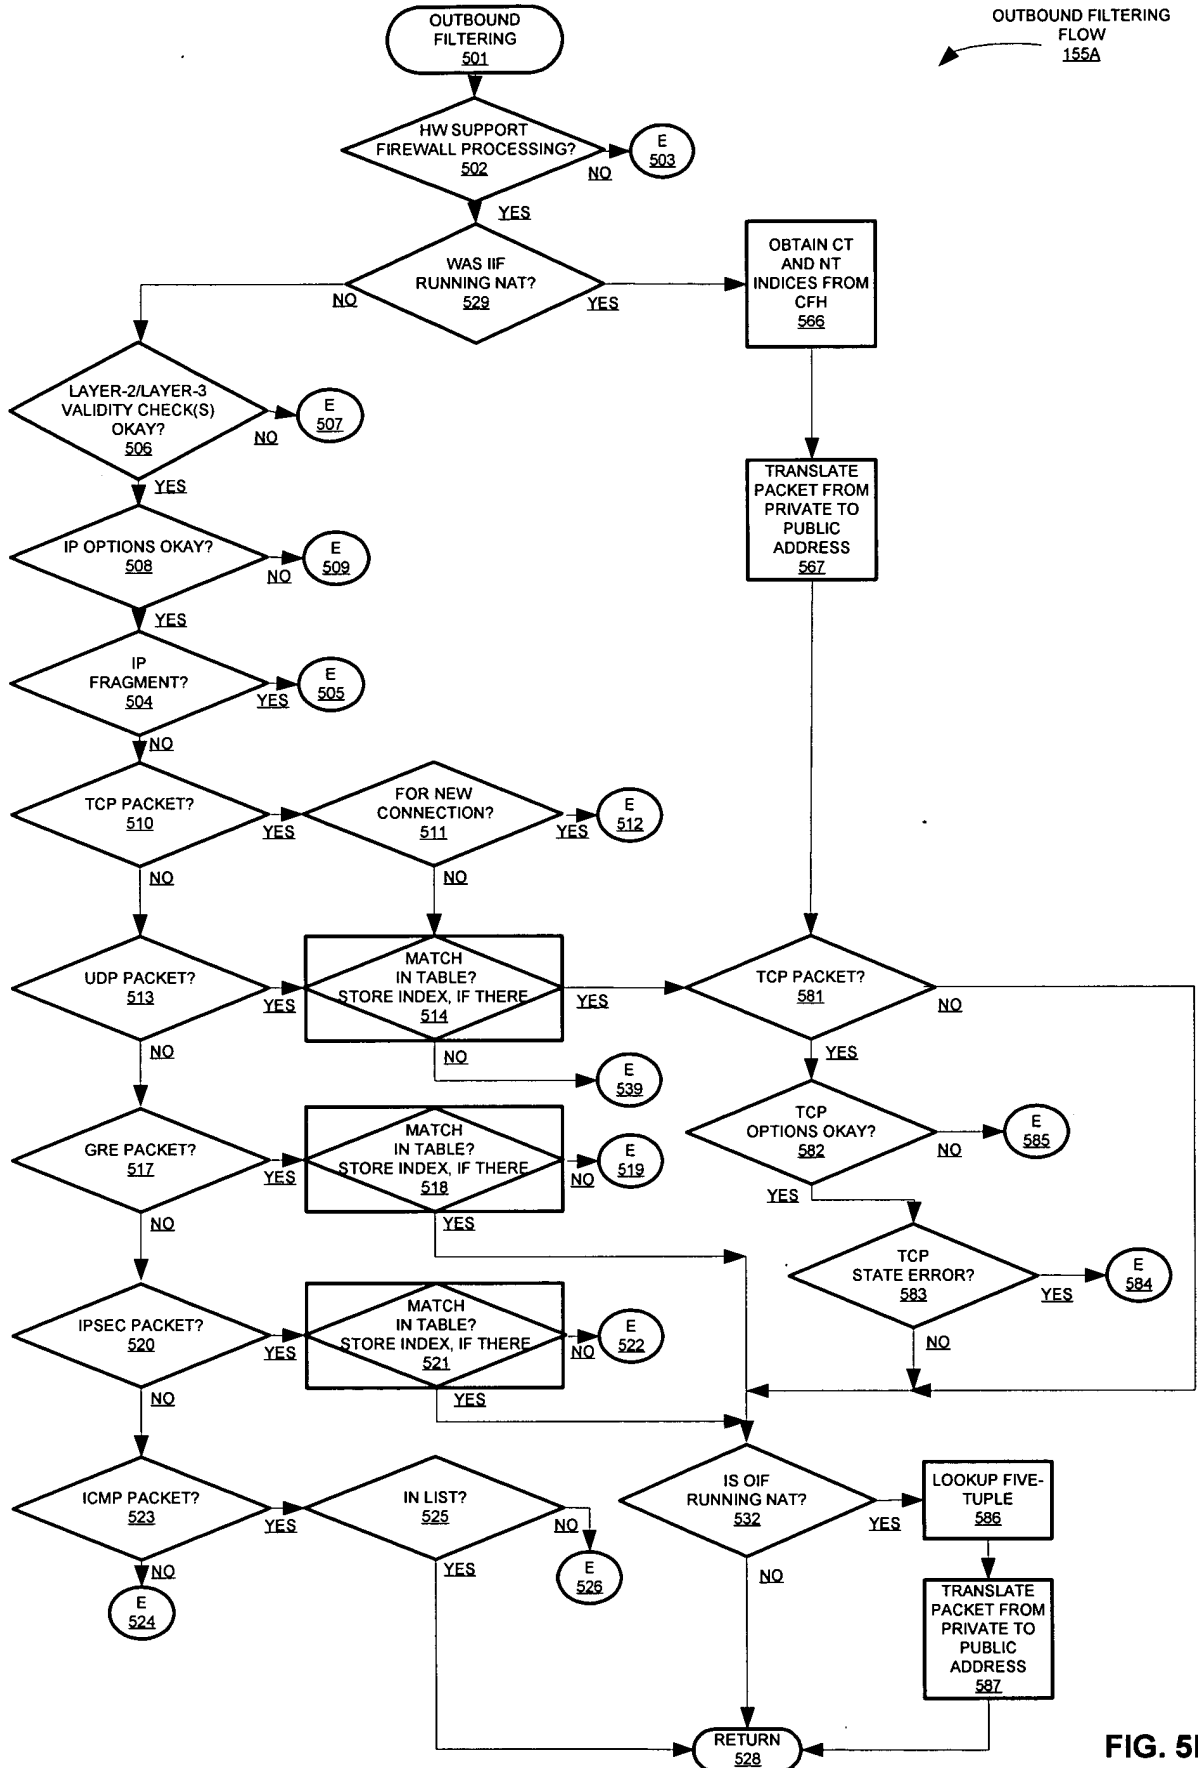 OUTBOUND
FILTERING
501
OUTBOUND FILTERING
FLOW
155A
HW SUPPORT
FIREWALL PROCESSING?
502
NO
E
503
YES
WAS IIF
RUNNING NAT?
529
NO
YES
OBTAIN CT
AND NT
INDICES FROM
CFH
566
LAYER-2/LAYER-3
VALIDITY CHECK(S)
OKAY?
506
NO
E
507
YES
TRANSLATE
PACKET FROM
PRIVATE TO
PUBLIC
ADDRESS
567
IP OPTIONS OKAY?
508
NO
E
509
YES
IP
FRAGMENT?
504
YES
E
505
NO
TCP PACKET?
510
YES
FOR NEW
CONNECTION?
511
YES
E
512
NO
NO
UDP PACKET?
513
YES
MATCH
IN TABLE?
STORE INDEX, IF THERE
514
YES
TCP PACKET?
581
NO
NO
NO
E
539
YES
GRE PACKET?
517
YES
MATCH
IN TABLE?
STORE INDEX, IF THERE
518
NO
E
519
TCP
OPTIONS OKAY?
582
NO
E
585
NO
YES
YES
TCP
STATE ERROR?
583
YES
E
584
IPSEC PACKET?
520
YES
MATCH
IN TABLE?
STORE INDEX, IF THERE
521
NO
E
522
NO
NO
YES
ICMP PACKET?
523
YES
IN LIST?
525
NO
E
526
IS OIF
RUNNING NAT?
532
YES
LOOKUP FIVE-
TUPLE
586
NO
E
524
YES
NO
TRANSLATE
PACKET FROM
PRIVATE TO
PUBLIC
ADDRESS
587
RETURN
528
FIG. 5